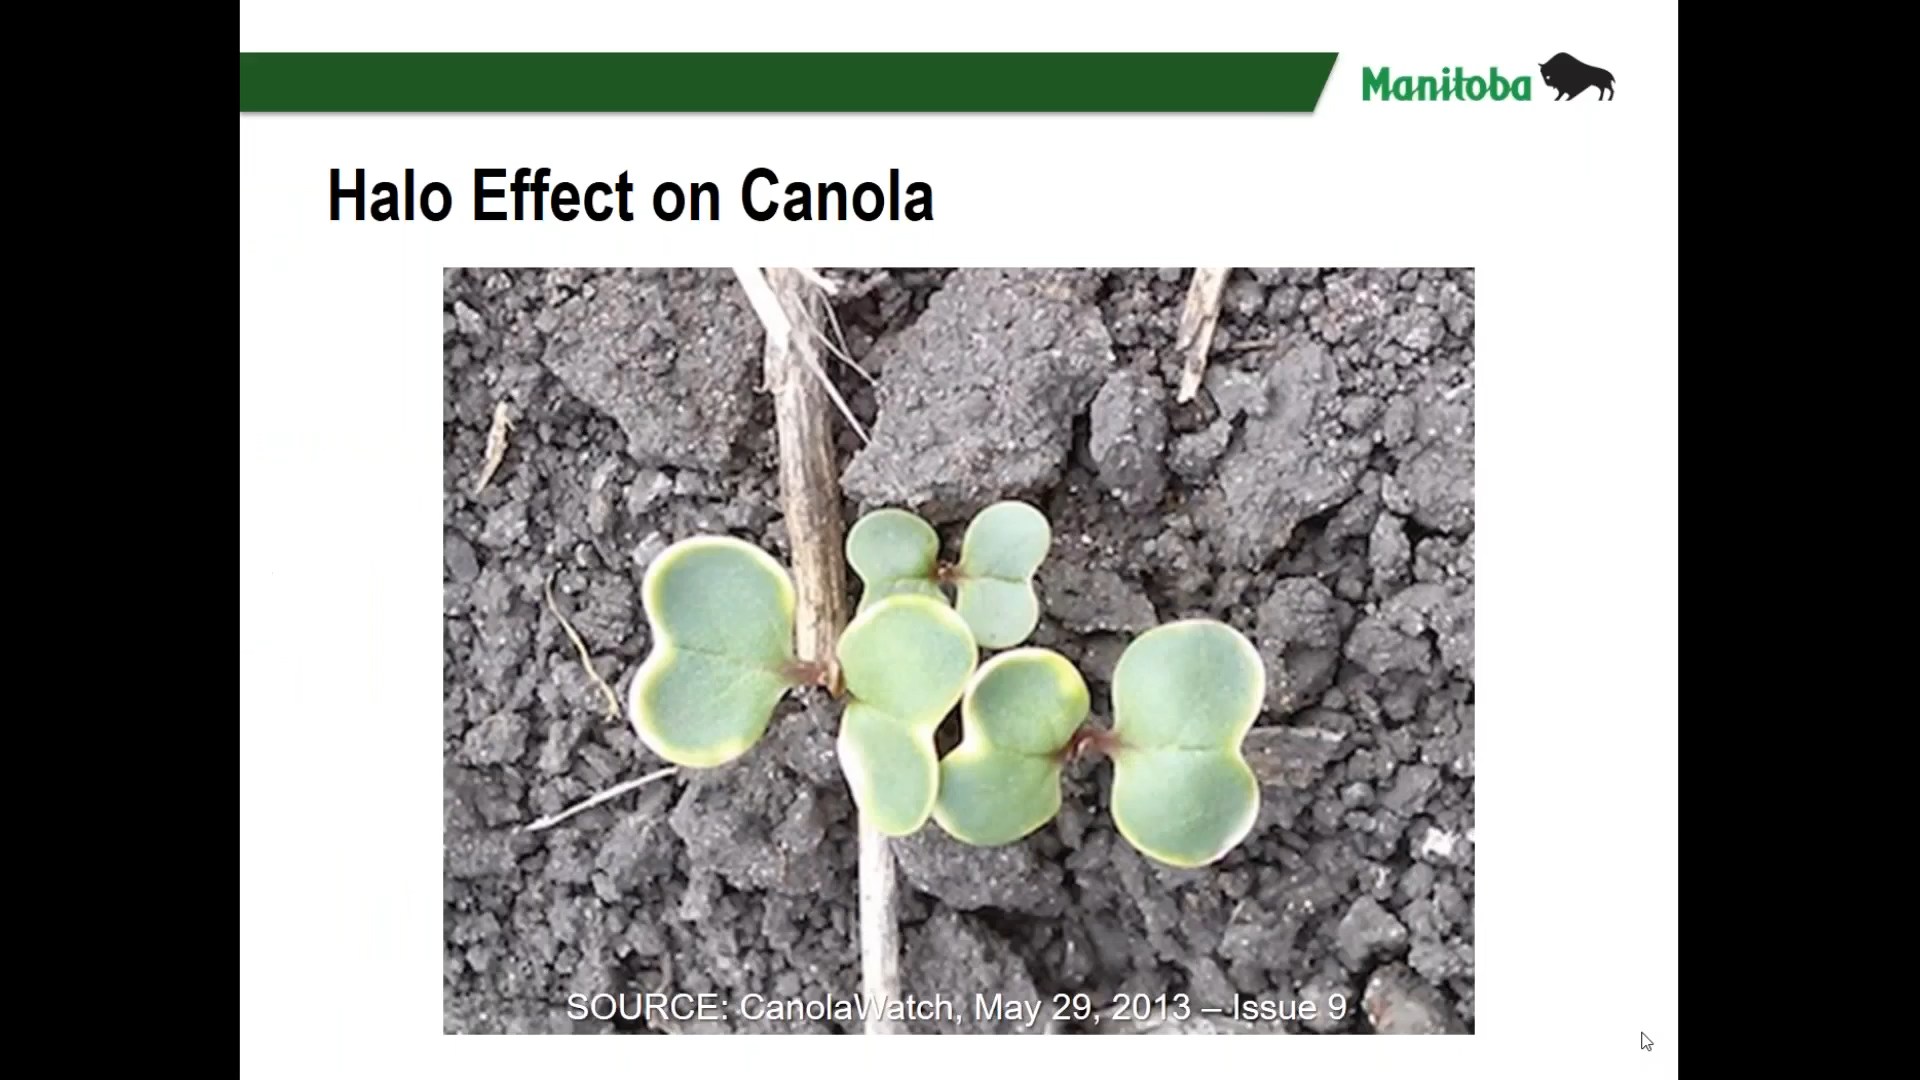 Manitoba
Halo Effect on Canola
SOURCE: CanolaWatch, May 29, 2013 – Issue 9